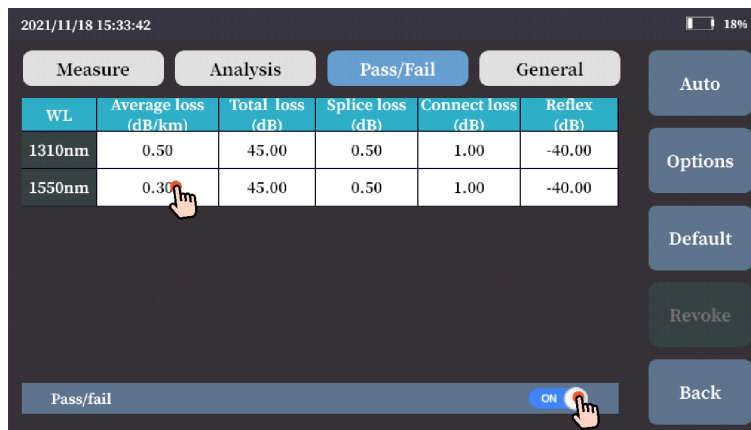 2021/11/18 15:33:42 18%
Measure Analysis Pass/Fail General
Auto
WL Average loss (dB/km) Total loss (dB) Splice loss (dB) Connect loss (dB) Reflex (dB)
1310nm 0.50 45.00 0.50 1.00 -40.00
Options
1550nm 0.30 45.00 0.50 1.00 -40.00
Default
Revoke
Pass/fail ON
Back